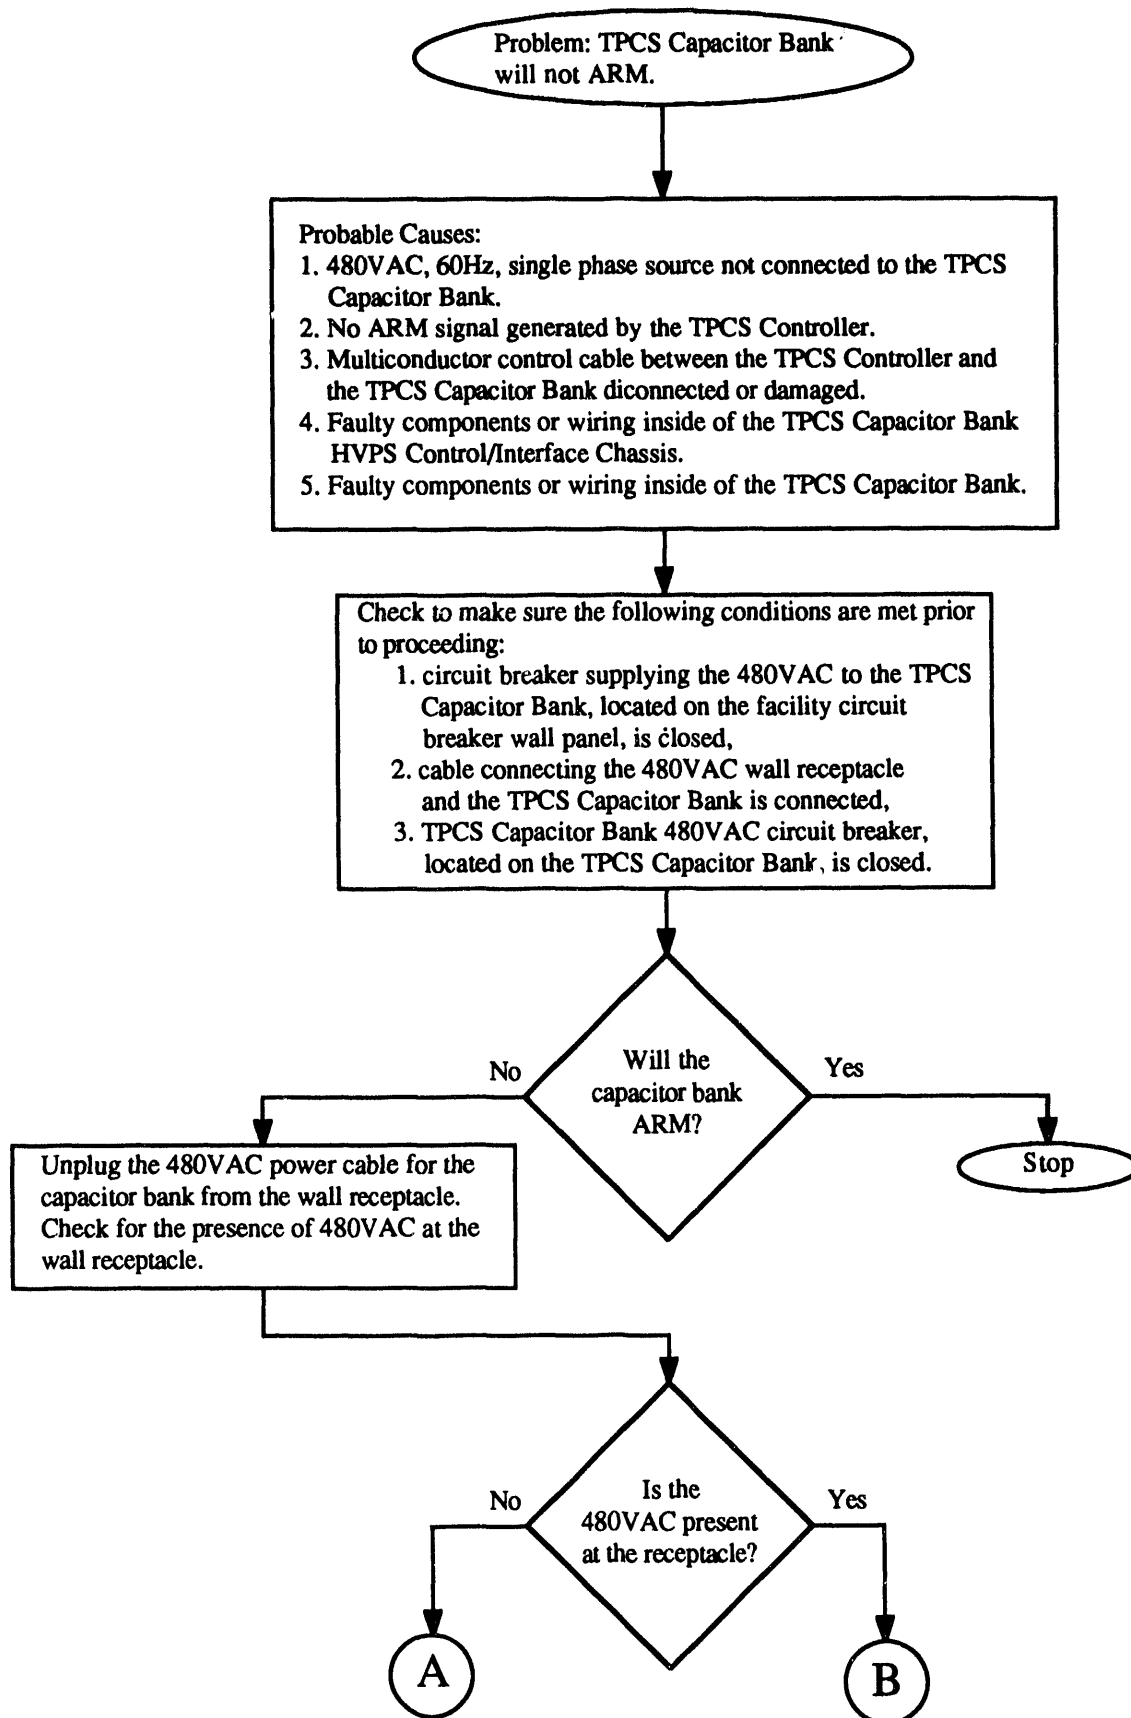 Problem: TPCS Capacitor Bank
will not ARM.
Probable Causes:
1. 480VAC, 60Hz, single phase source not connected to the TPCS
Capacitor Bank.
2. No ARM signal generated by the TPCS Controller.
3. Multiconductor control cable between the TPCS Controller and
the TPCS Capacitor Bank diconnected or damaged.
4. Faulty components or wiring inside of the TPCS Capacitor Bank
HVPS Control/Interface Chassis.
5. Faulty components or wiring inside of the TPCS Capacitor Bank.
Check to make sure the following conditions are met prior
to proceeding:
1. circuit breaker supplying the 480VAC to the TPCS
Capacitor Bank, located on the facility circuit
breaker wall panel, is closed,
2. cable connecting the 480VAC wall receptacle
and the TPCS Capacitor Bank is connected,
3. TPCS Capacitor Bank 480VAC circuit breaker,
located on the TPCS Capacitor Bank, is closed.
Will the
capacitor bank
ARM?
No
Yes
Stop
Unplug the 480VAC power cable for the
capacitor bank from the wall receptacle.
Check for the presence of 480VAC at the
wall receptacle.
Is the
480VAC present
at the receptacle?
No
Yes
A
B